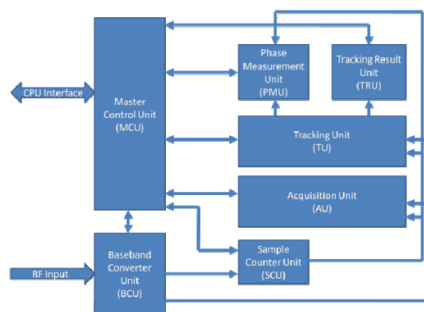 CPU Interface
Master
Control Unit
(MCU)
Phase
Measurement
Unit
(PMU)
Tracking Result
Unit
(TRU)
Tracking Unit
(TU)
Acquisition Unit
(AU)
Baseband
Converter
Unit
(BCU)
Sample
Counter Unit
(SCU)
RF Input